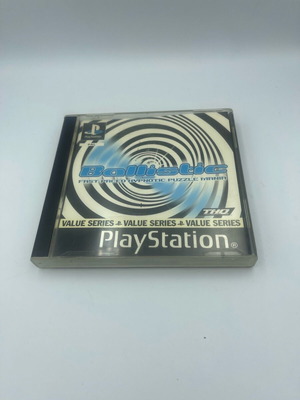 Ballistic
FAST PACED HYPNOTIC PUZZLE MANIA!
THQ
VALUE SERIES VALUE SERIES VALUE SERIES
PlayStation®